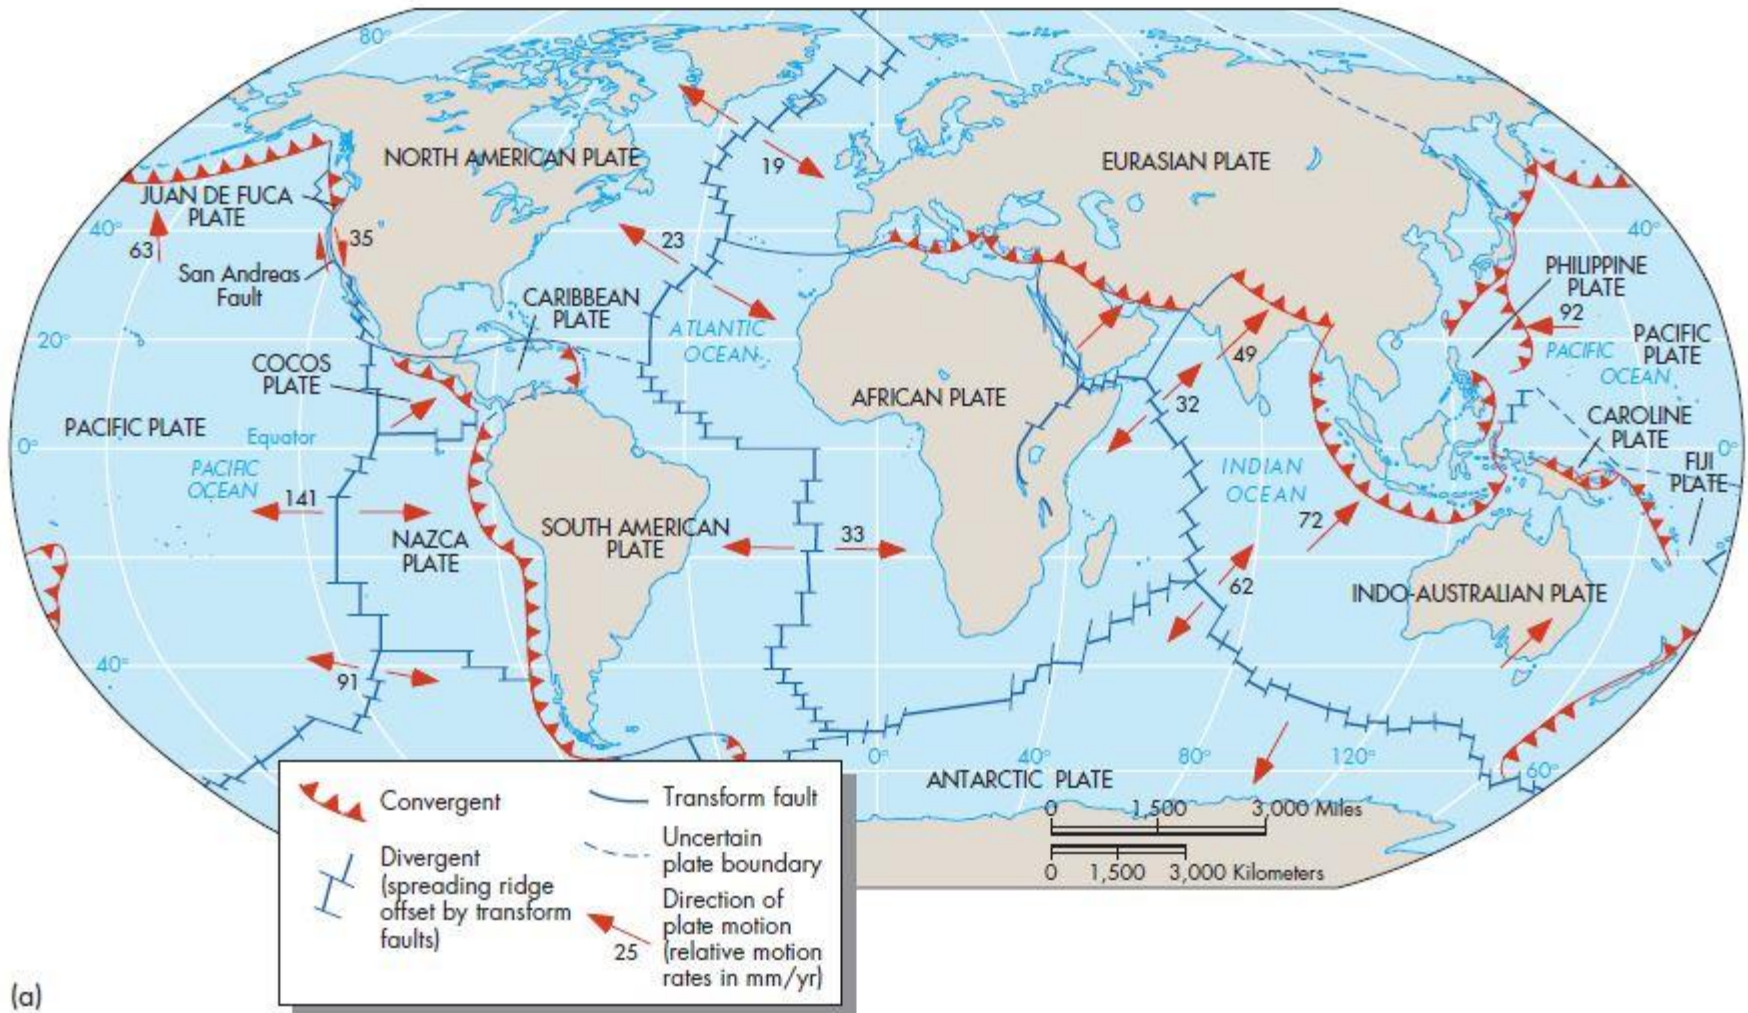 80°
NORTH AMERICAN PLATE
EURASIAN PLATE
19
JUAN DE FUCA
PLATE
40°
63
35
San Andreas
Fault
23
40°
CARIBBEAN
PLATE
PHILIPPINE
PLATE
92
20°
ATLANTIC
OCEAN
49
PACIFIC
OCEAN
PACIFIC
PLATE
COCOS
PLATE
AFRICAN PLATE
32
PACIFIC PLATE
Equator
0°
CAROLINE
PLATE
0°
PACIFIC
OCEAN
INDIAN
OCEAN
FIJI
PLATE
141
NAZCA
PLATE
SOUTH AMERICAN
PLATE
33
72
62
INDO-AUSTRALIAN PLATE
40°
91
0°
40°
80°
120°
60°
ANTARCTIC PLATE
0 1,500 3,000 Miles
0 1,500 3,000 Kilometers
Convergent
Divergent
(spreading ridge
offset by transform
faults)
Transform fault
Uncertain
plate boundary
Direction of
plate motion
(relative motion
rates in mm/yr)
25
(a)